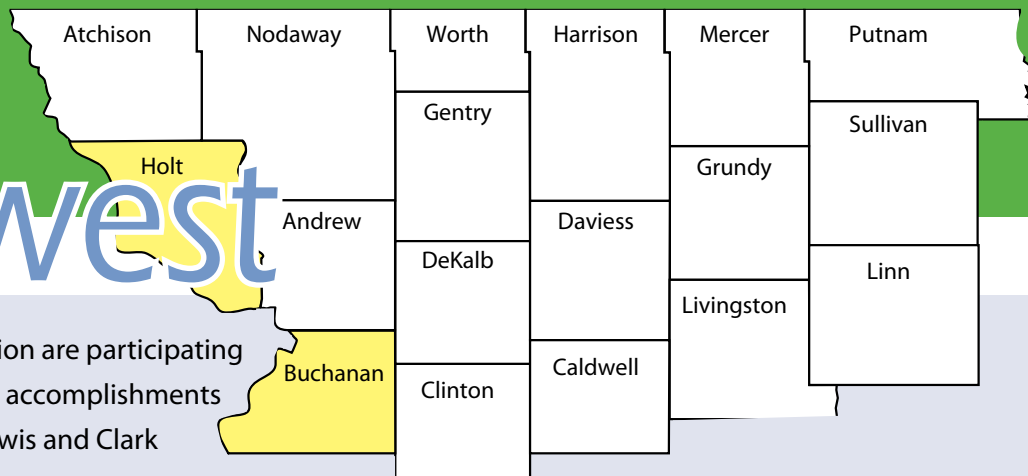 Atchison
Nodaway
Worth
Harrison
Mercer
Putnam
Gentry
Sullivan
Holt
Grundy
west
Andrew
Daviess
DeKalb
Linn
Livingston
ion are participating
Buchanan
Caldwell
accomplishments
Clinton
wis and Clark